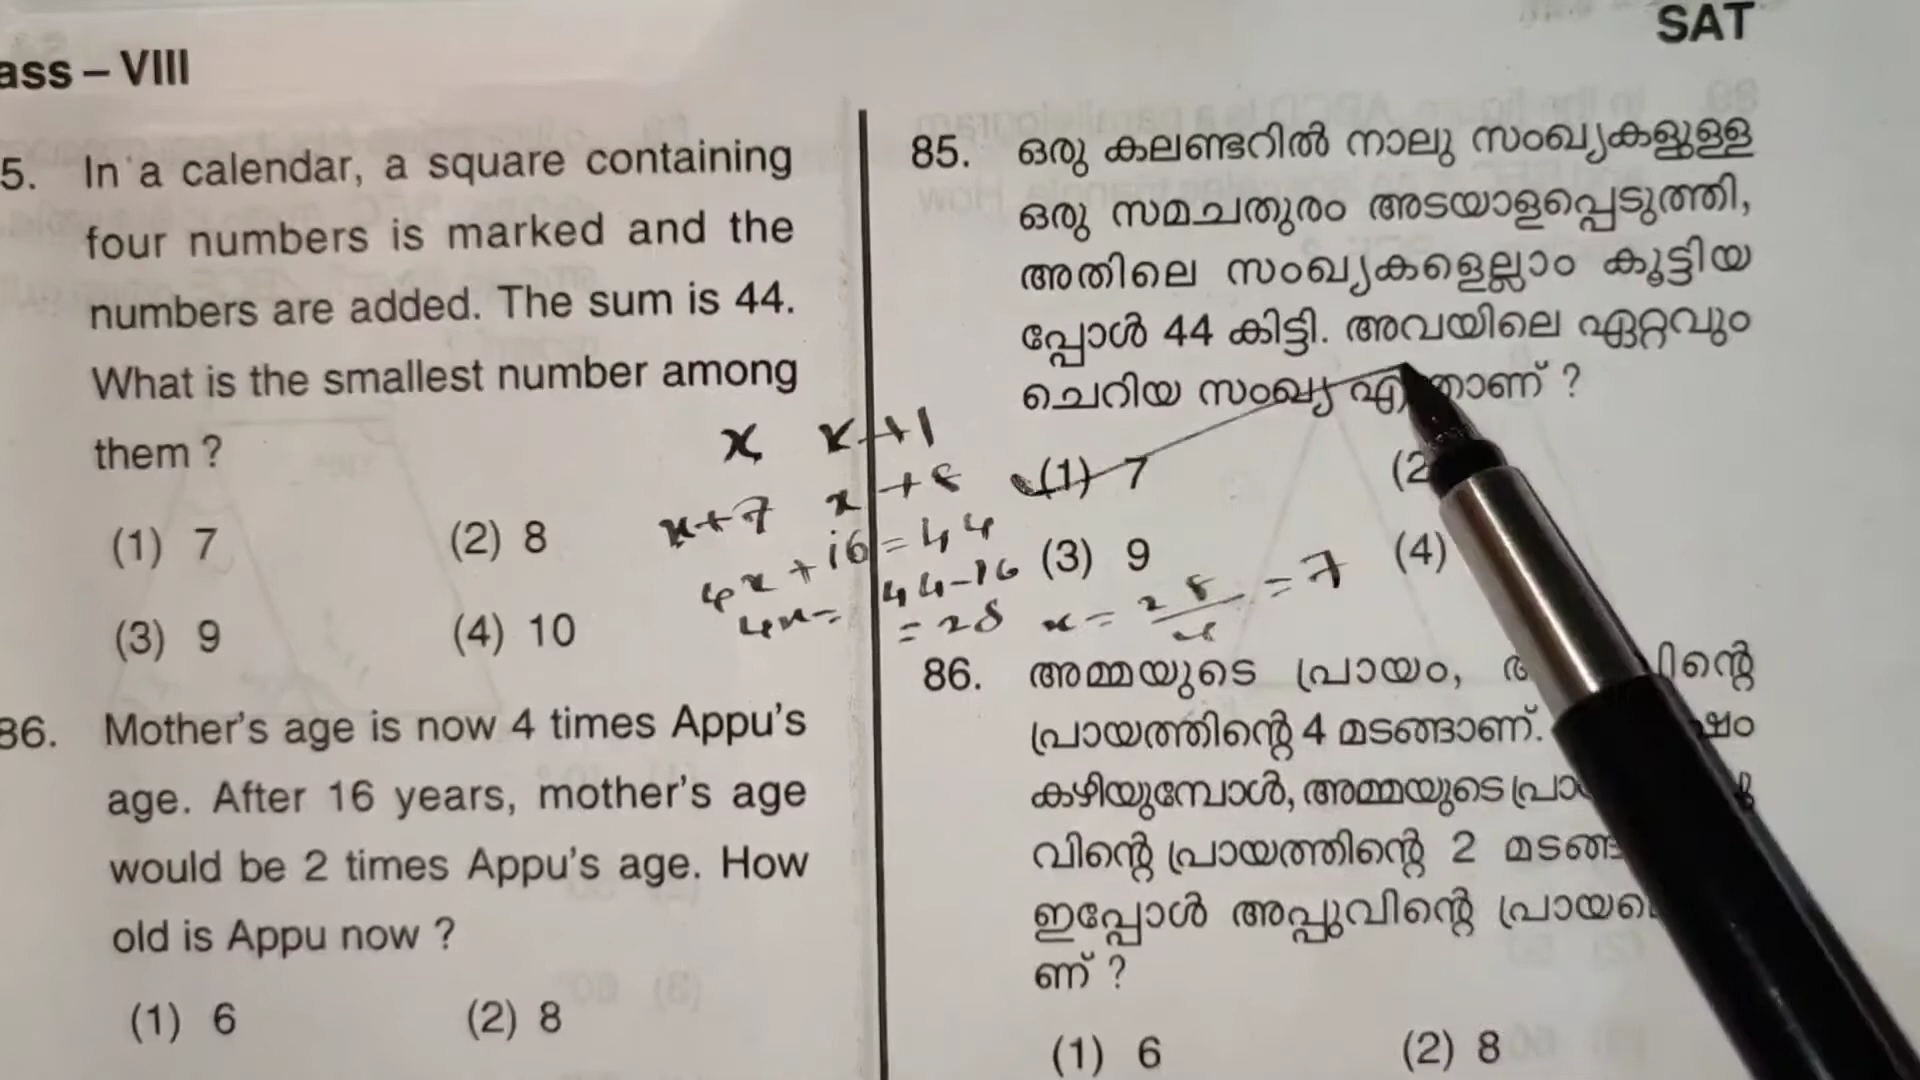 ass – VIII
SAT
5. In a calendar, a square containing
four numbers is marked and the
numbers are added. The sum is 44.
What is the smallest number among
them ?
(1) 7 (2) 8
(3) 9 (4) 10
86. Mother's age is now 4 times Appu's
age. After 16 years, mother's age
would be 2 times Appu's age. How
old is Appu now ?
(1) 6 (2) 8
x x+1
x+7 x+8
4x + 16 = 44
4x = 44-16
= 28
x = 28/4 = 7
85. ഒരു കലണ്ടറിൽ നാലു സംഖ്യകളുള്ള
ഒരു സമചതുരം അടയാളപ്പെടുത്തി,
അതിലെ സംഖ്യകളെല്ലാം കൂട്ടിയ
പ്പോൾ 44 കിട്ടി. അവയിലെ ഏറ്റവും
ചെറിയ സംഖ്യ ?
(1) 7 (2
(3) 9 (4)
86. അമ്മയുടെ പ്രായം,
പ്രായത്തിന്റെ 4 മടങ്ങാണ്.
കഴിയുമ്പോൾ, അമ്മയുടെ
വിന്റെ പ്രായത്തിന്റെ 2
ഇപ്പോൾ അപ്പുവിന്റെ
ണ് ?
(1) 6 (2) 8